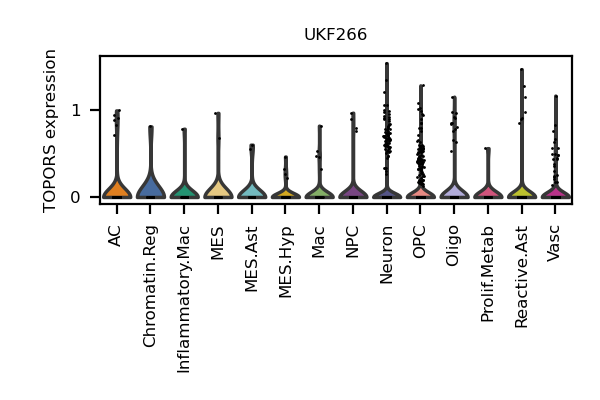 UKF266
TOPORS expression
1
0
AC
Chromatin.Reg
Inflammatory.Mac
MES
MES.Ast
MES.Hyp
Mac
NPC
Neuron
OPC
Oligo
Prolif.Metab
Reactive.Ast
Vasc